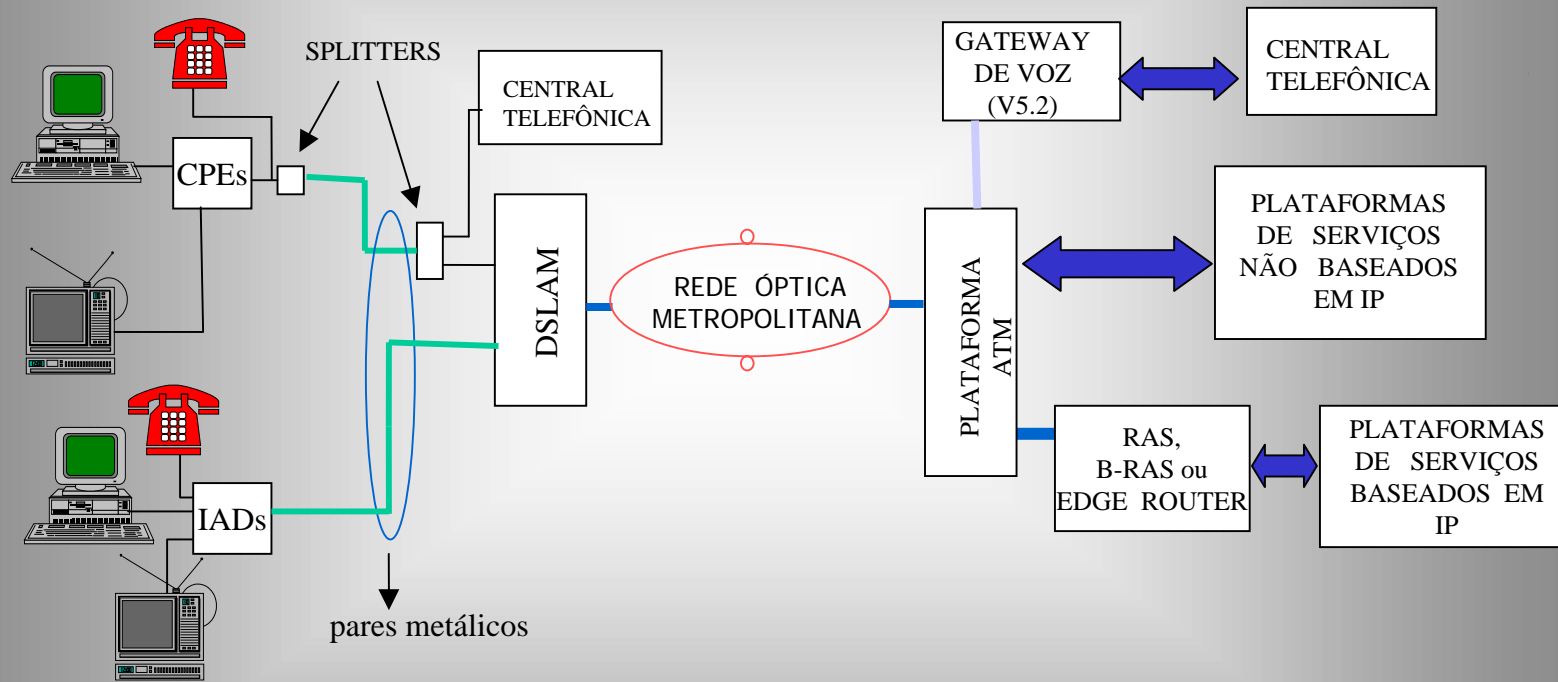 SPLITTERS
CENTRAL
TELEFÔNICA
GATEWAY
DE VOZ
(V5.2)
CENTRAL
TELEFÔNICA
CPEs
DSLAM
REDE ÓPTICA
METROPOLITANA
PLATAFORMA
ATM
PLATAFORMAS
DE SERVIÇOS
NÃO BASEADOS
EM IP
IADs
RAS,
B-RAS ou
EDGE ROUTER
PLATAFORMAS
DE SERVIÇOS
BASEADOS EM
IP
pares metálicos